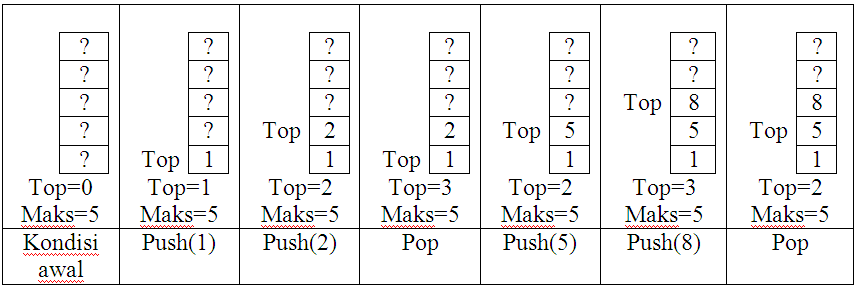 ?
?
?
?
?
Top=0
Maks=5
?
?
?
?
Top 1
Top=1
Maks=5
?
?
?
Top 2
1
Top=2
Maks=5
?
?
?
2
Top 1
Top=3
Maks=5
?
?
?
Top 5
1
Top=2
Maks=5
?
?
Top 8
5
1
Top=3
Maks=5
?
?
8
Top 5
1
Top=2
Maks=5
Kondisi
awal
Push(1)
Push(2)
Pop
Push(5)
Push(8)
Pop